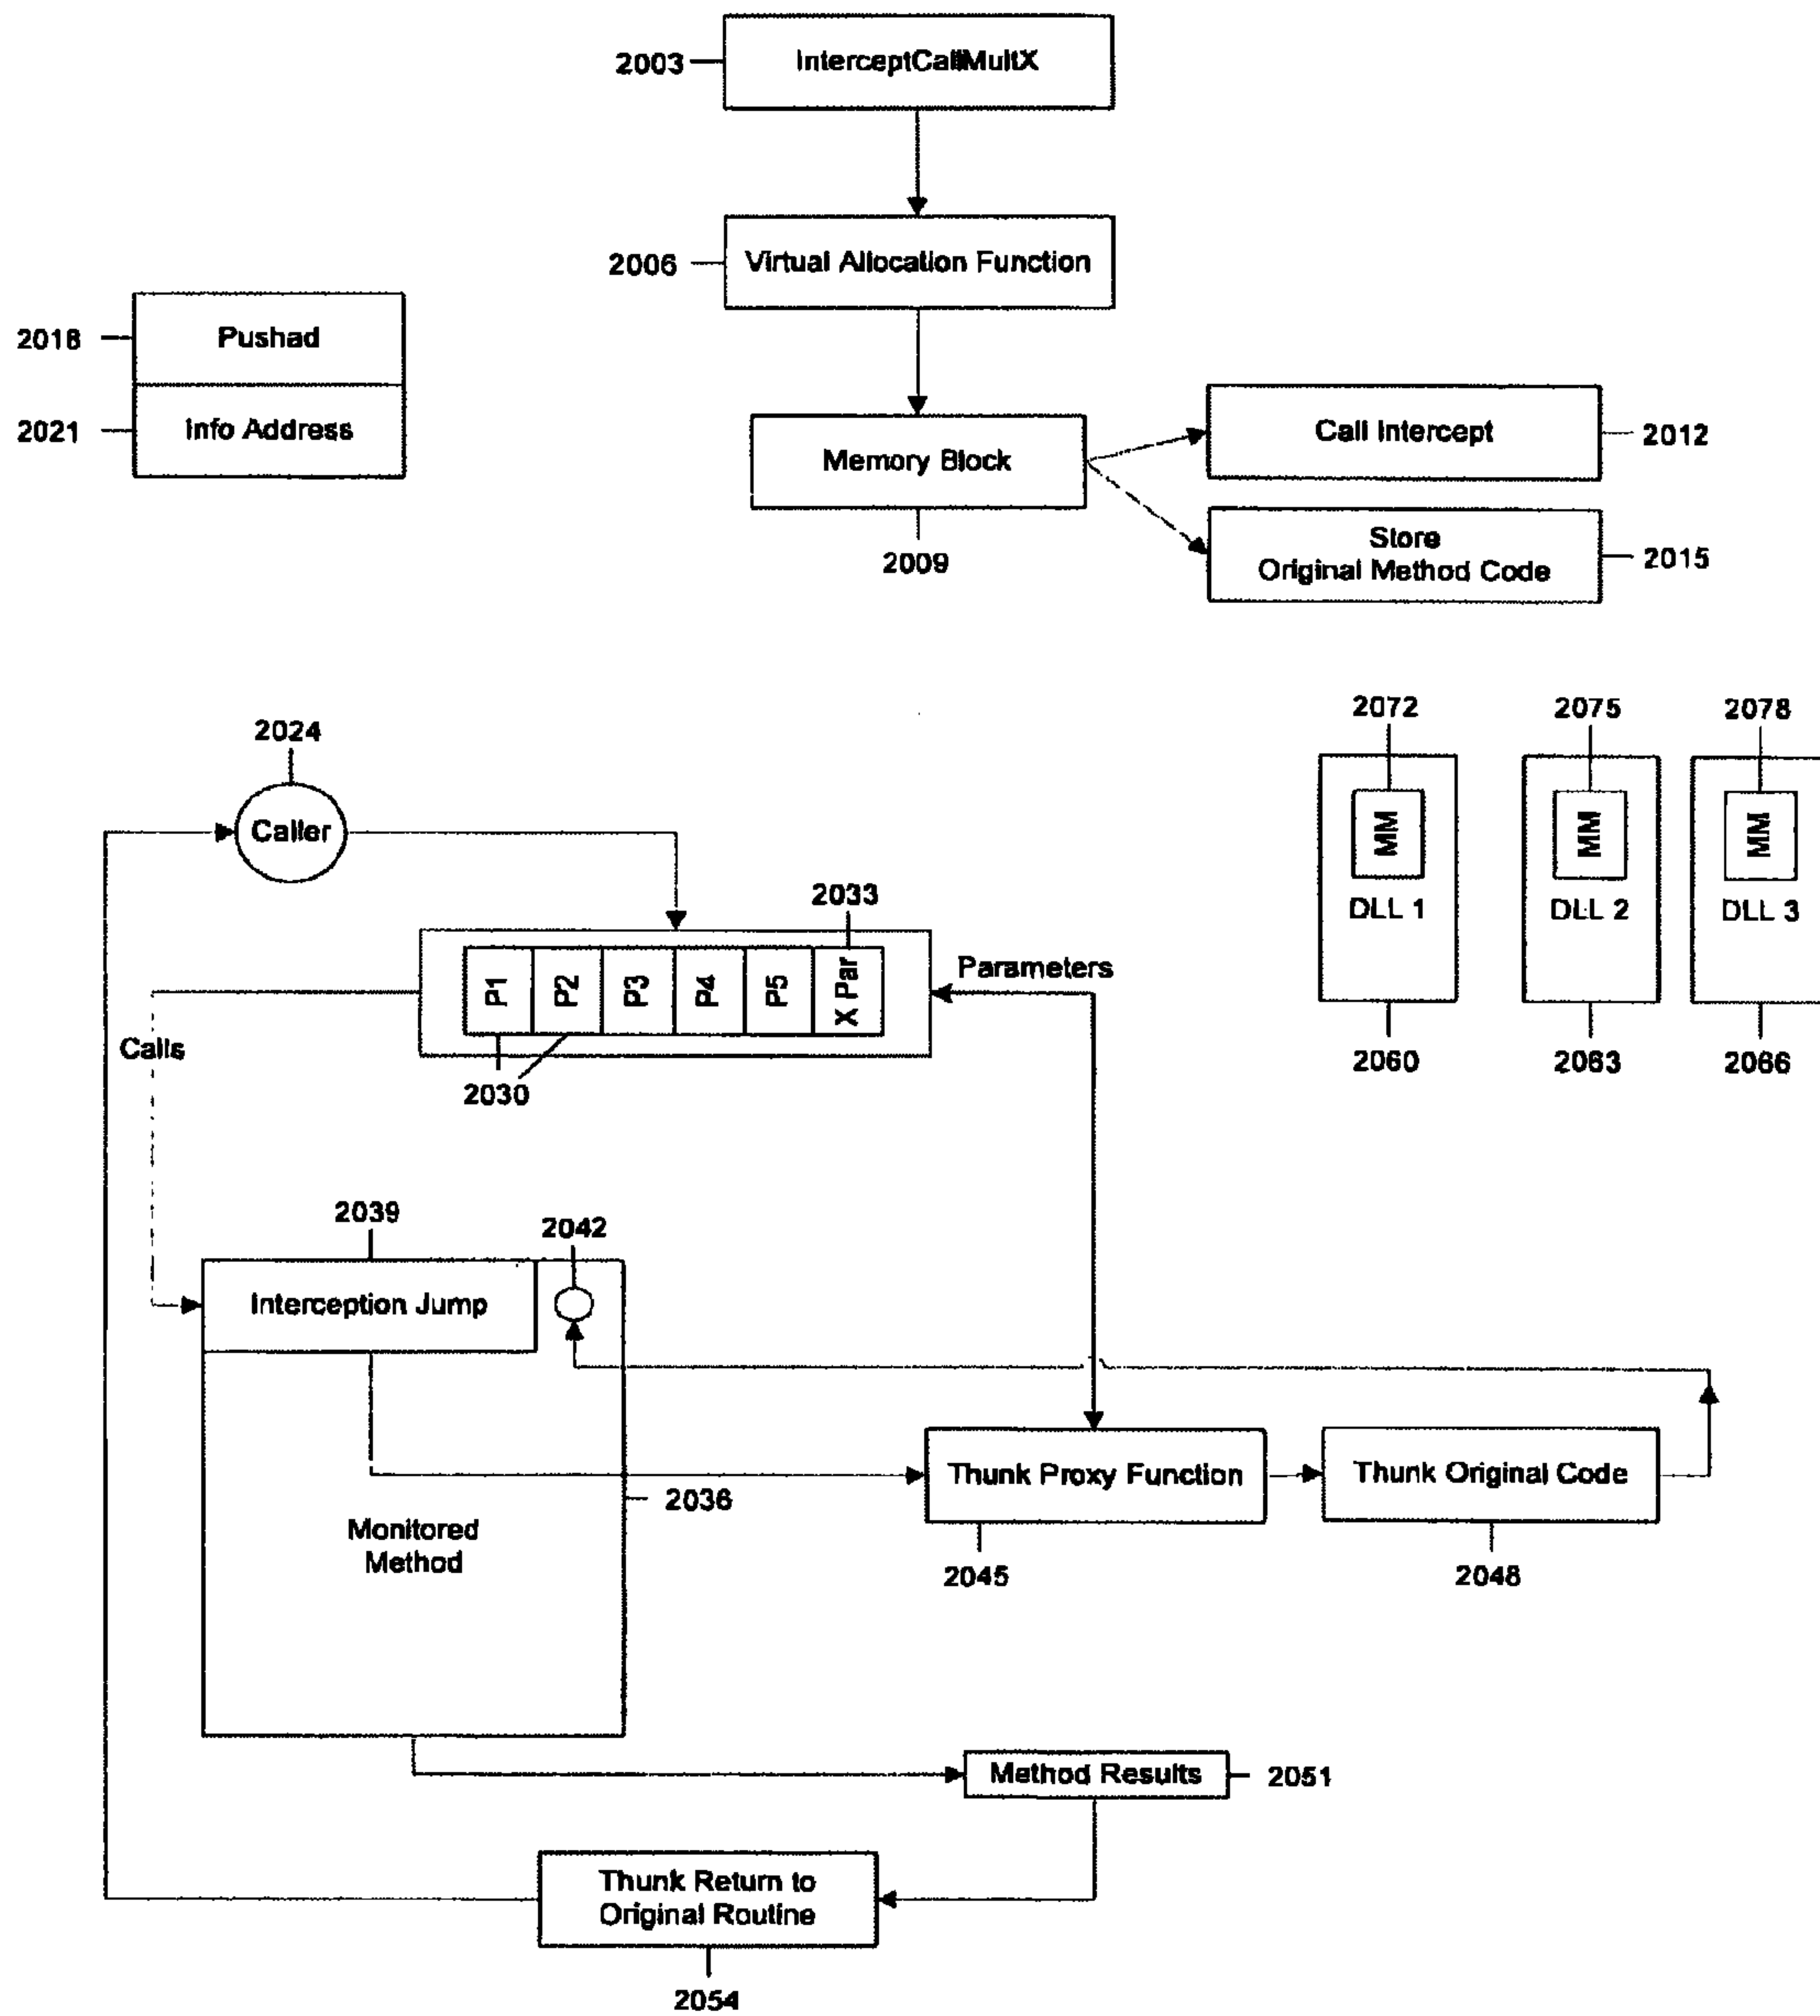 2003
InterceptCallMultX
2006
Virtual Allocation Function
2018
Pushad
2021
Info Address
Memory Block
2009
Call Intercept
2012
Store
Original Method Code
2015
2024
Caller
2033
P1
P2
P3
P4
P5
X Par
2030
Parameters
Calls
2072
2075
2078
MM
MM
MM
DLL 1
DLL 2
DLL 3
2060
2063
2066
2039
2042
Interception Jump
Monitored
Method
2036
Thunk Proxy Function
2045
Thunk Original Code
2048
Method Results
2051
Thunk Return to
Original Routine
2054